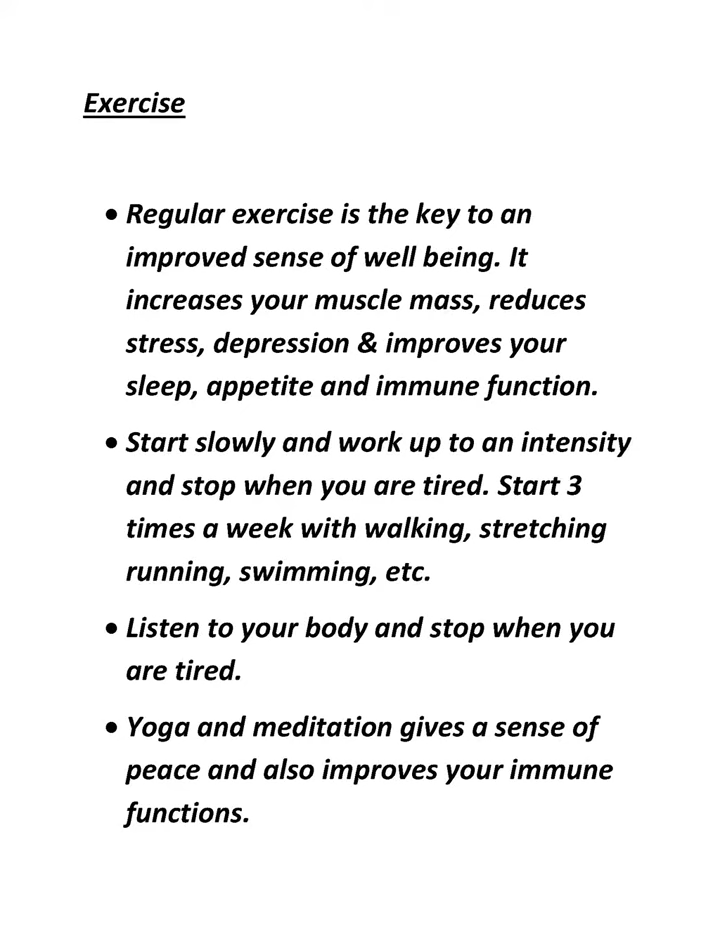 Exercise
• Regular exercise is the key to an
improved sense of well being. It
increases your muscle mass, reduces
stress, depression & improves your
sleep, appetite and immune function.
• Start slowly and work up to an intensity
and stop when you are tired. Start 3
times a week with walking, stretching
running, swimming, etc.
• Listen to your body and stop when you
are tired.
• Yoga and meditation gives a sense of
peace and also improves your immune
functions.